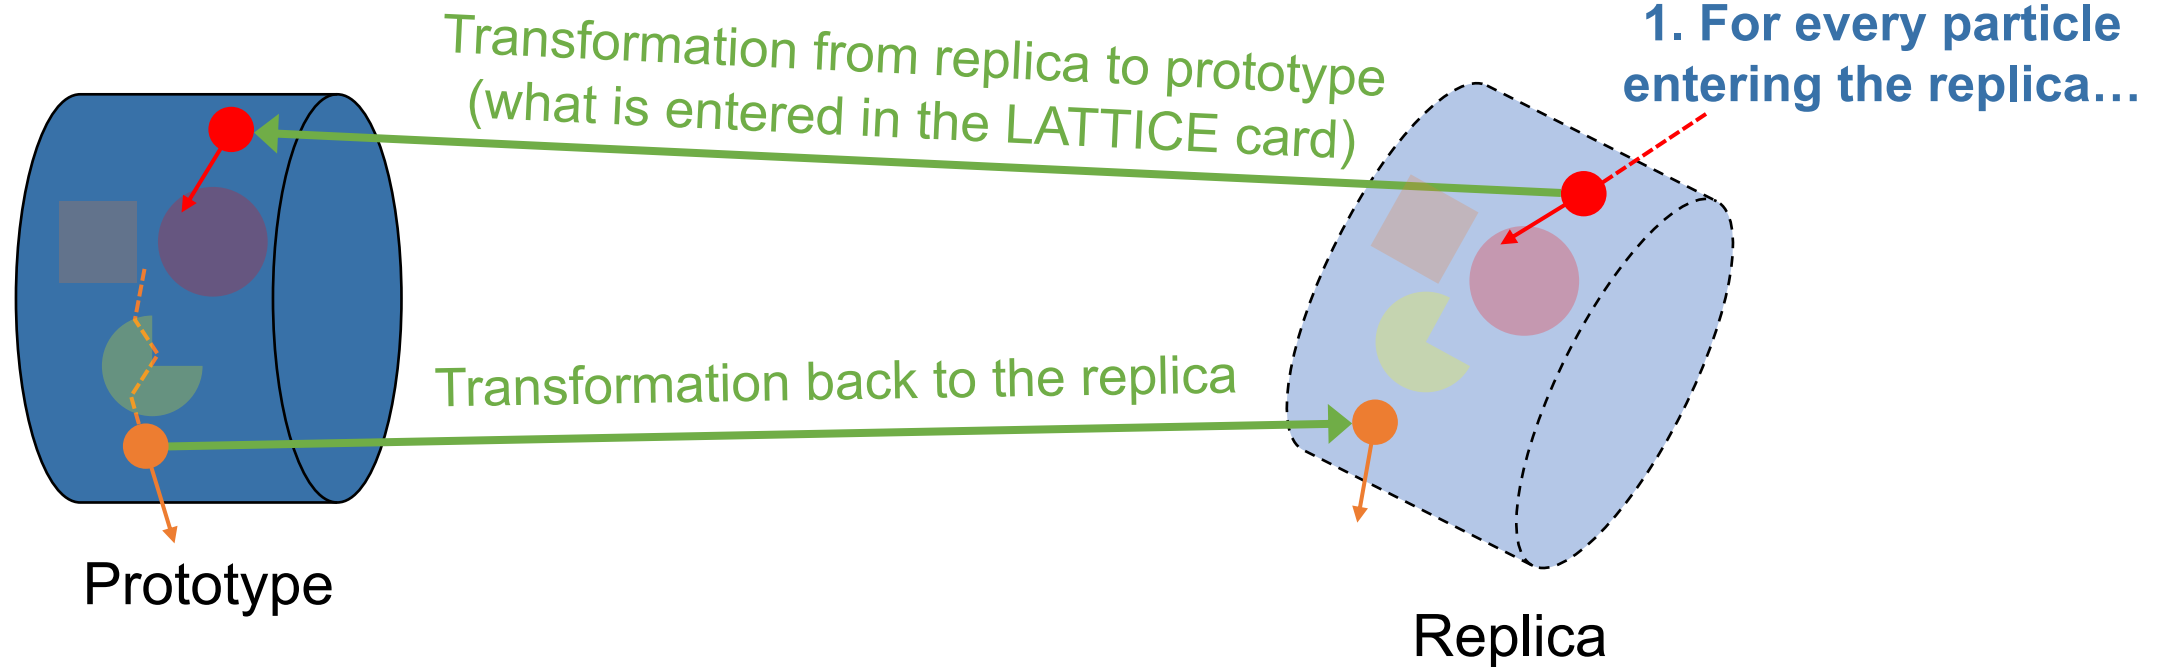 1. For every particle
entering the replica…
Transformation from replica to prototype
(what is entered in the LATTICE card)
Transformation back to the replica
Prototype
Replica